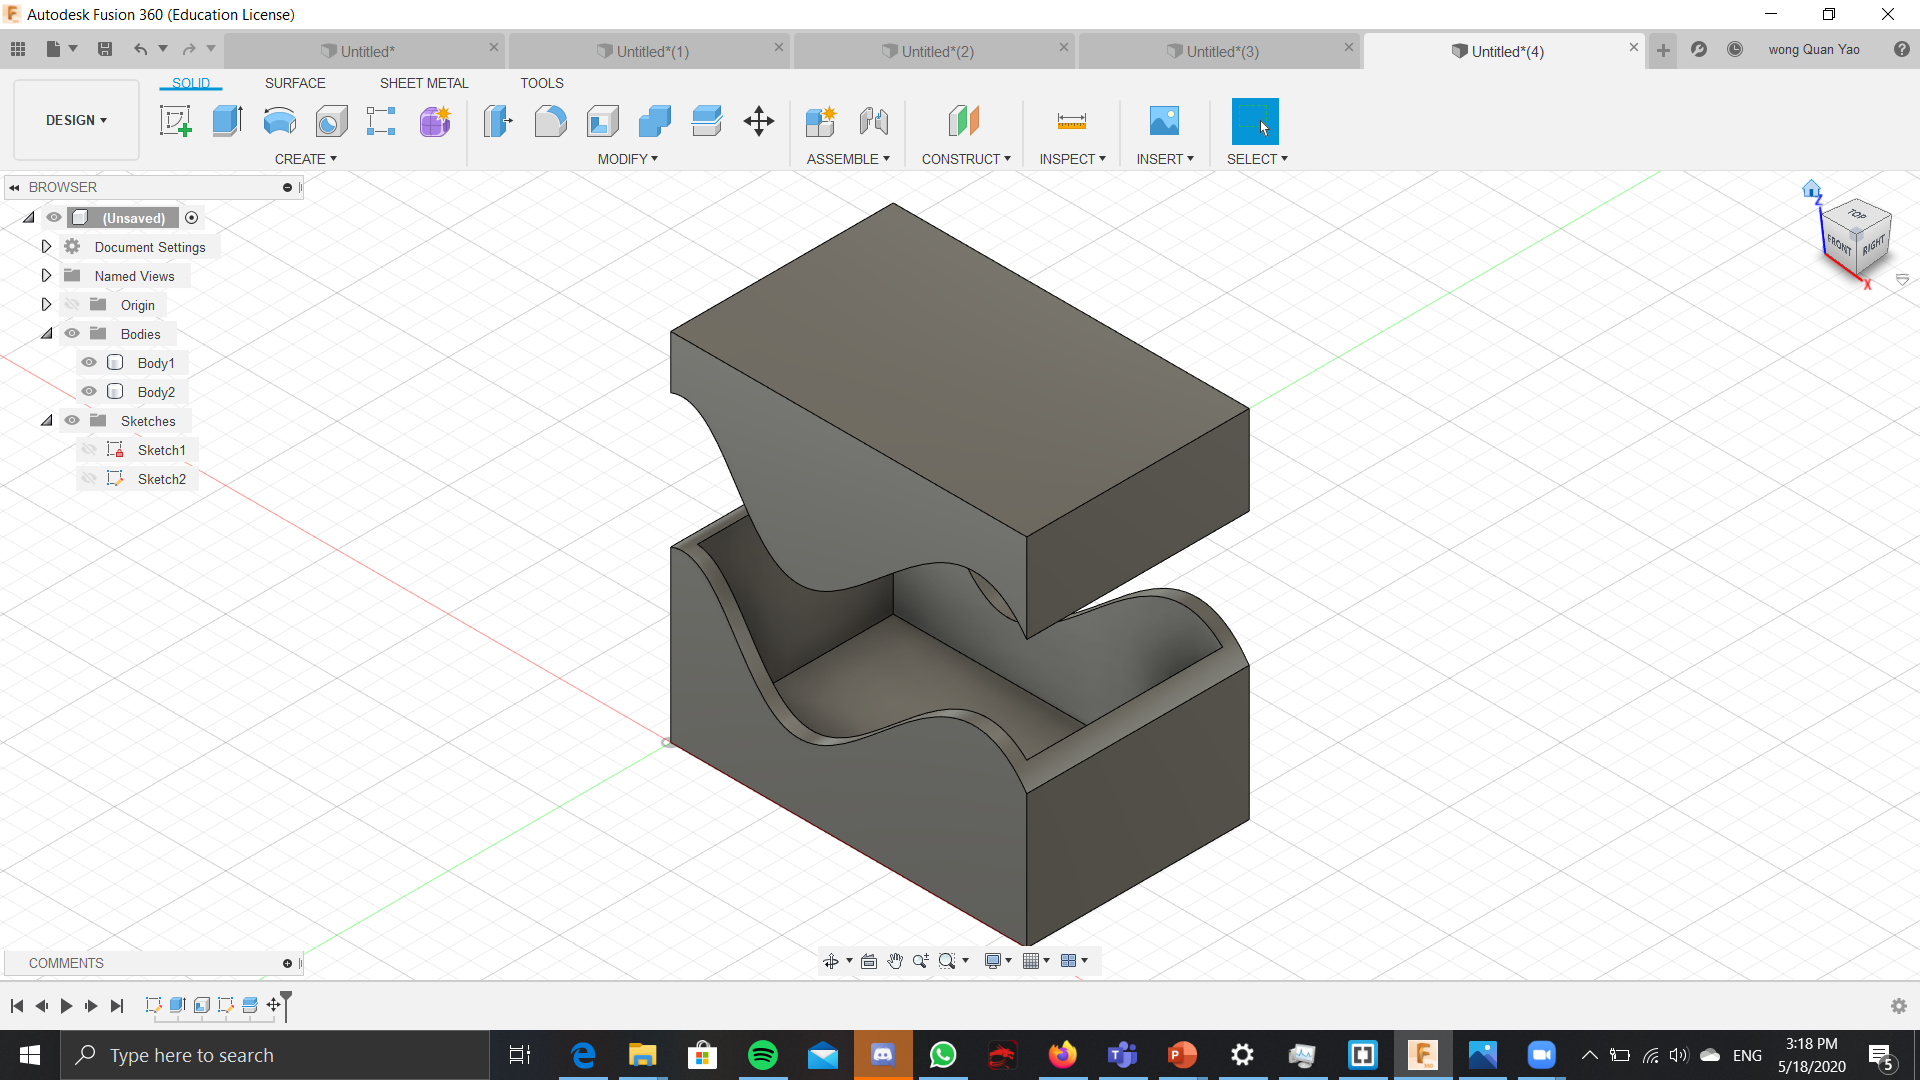 Autodesk Fusion 360 (Education License)
Untitled*
Untitled*(1)
Untitled*(2)
Untitled*(3)
Untitled*(4)
wong Quan Yao
SOLID
SURFACE
SHEET METAL
TOOLS
DESIGN
CREATE
MODIFY
ASSEMBLE
CONSTRUCT
INSPECT
INSERT
SELECT
BROWSER
(Unsaved)
Document Settings
Named Views
Origin
Bodies
Body1
Body2
Sketches
Sketch1
Sketch2
Z
TOP
FRONT
RIGHT
X
COMMENTS
Type here to search
ENG
3:18 PM
5/18/2020
5